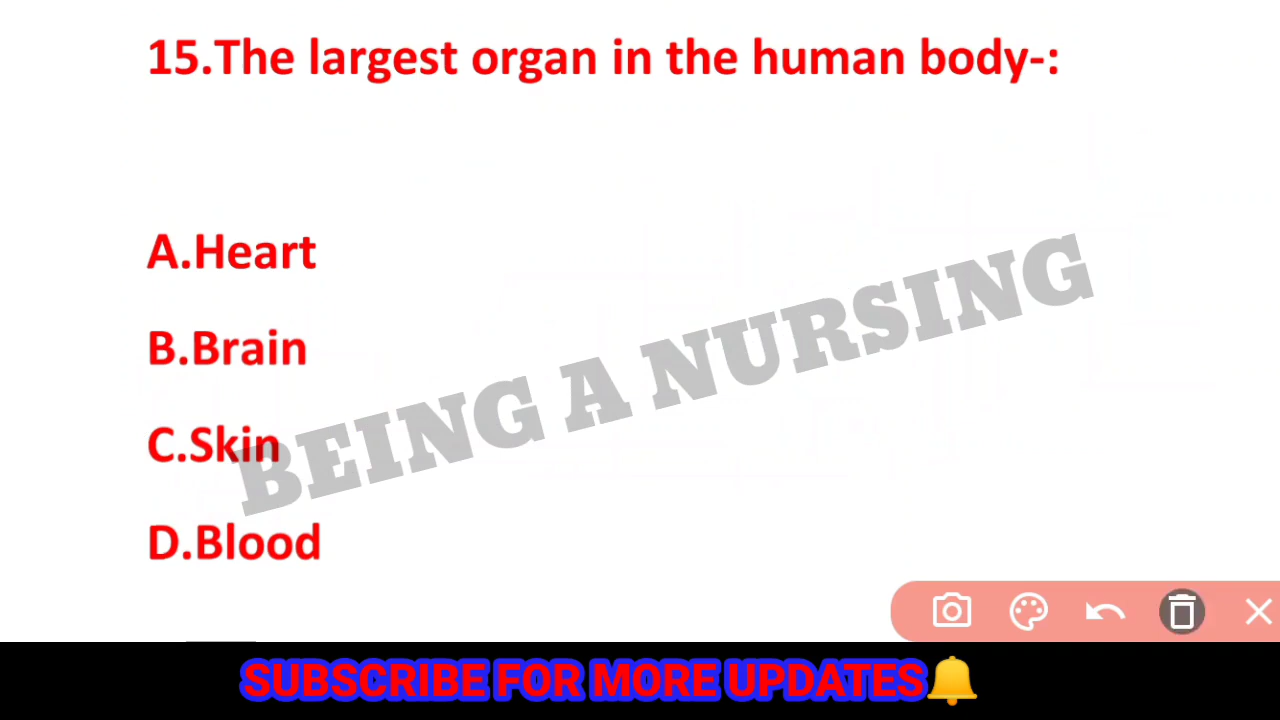 15.The largest organ in the human body-:
A.Heart
B.Brain
C.Skin
D.Blood
BEING A NURSING
SUBSCRIBE FOR MORE UPDATES🔔